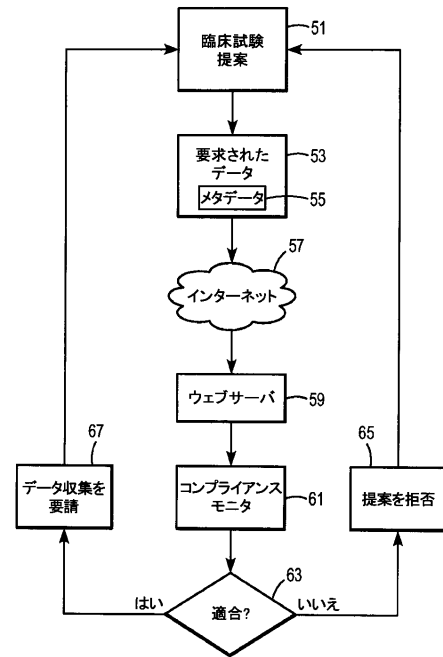 臨床試験
提案
51
要求された
データ
53
メタデータ
55
57
インターネット
ウェブサーバ
59
67
データ収集を
要請
コンプライアンス
モニタ
61
65
提案を拒否
はい
適合?
63
いいえ